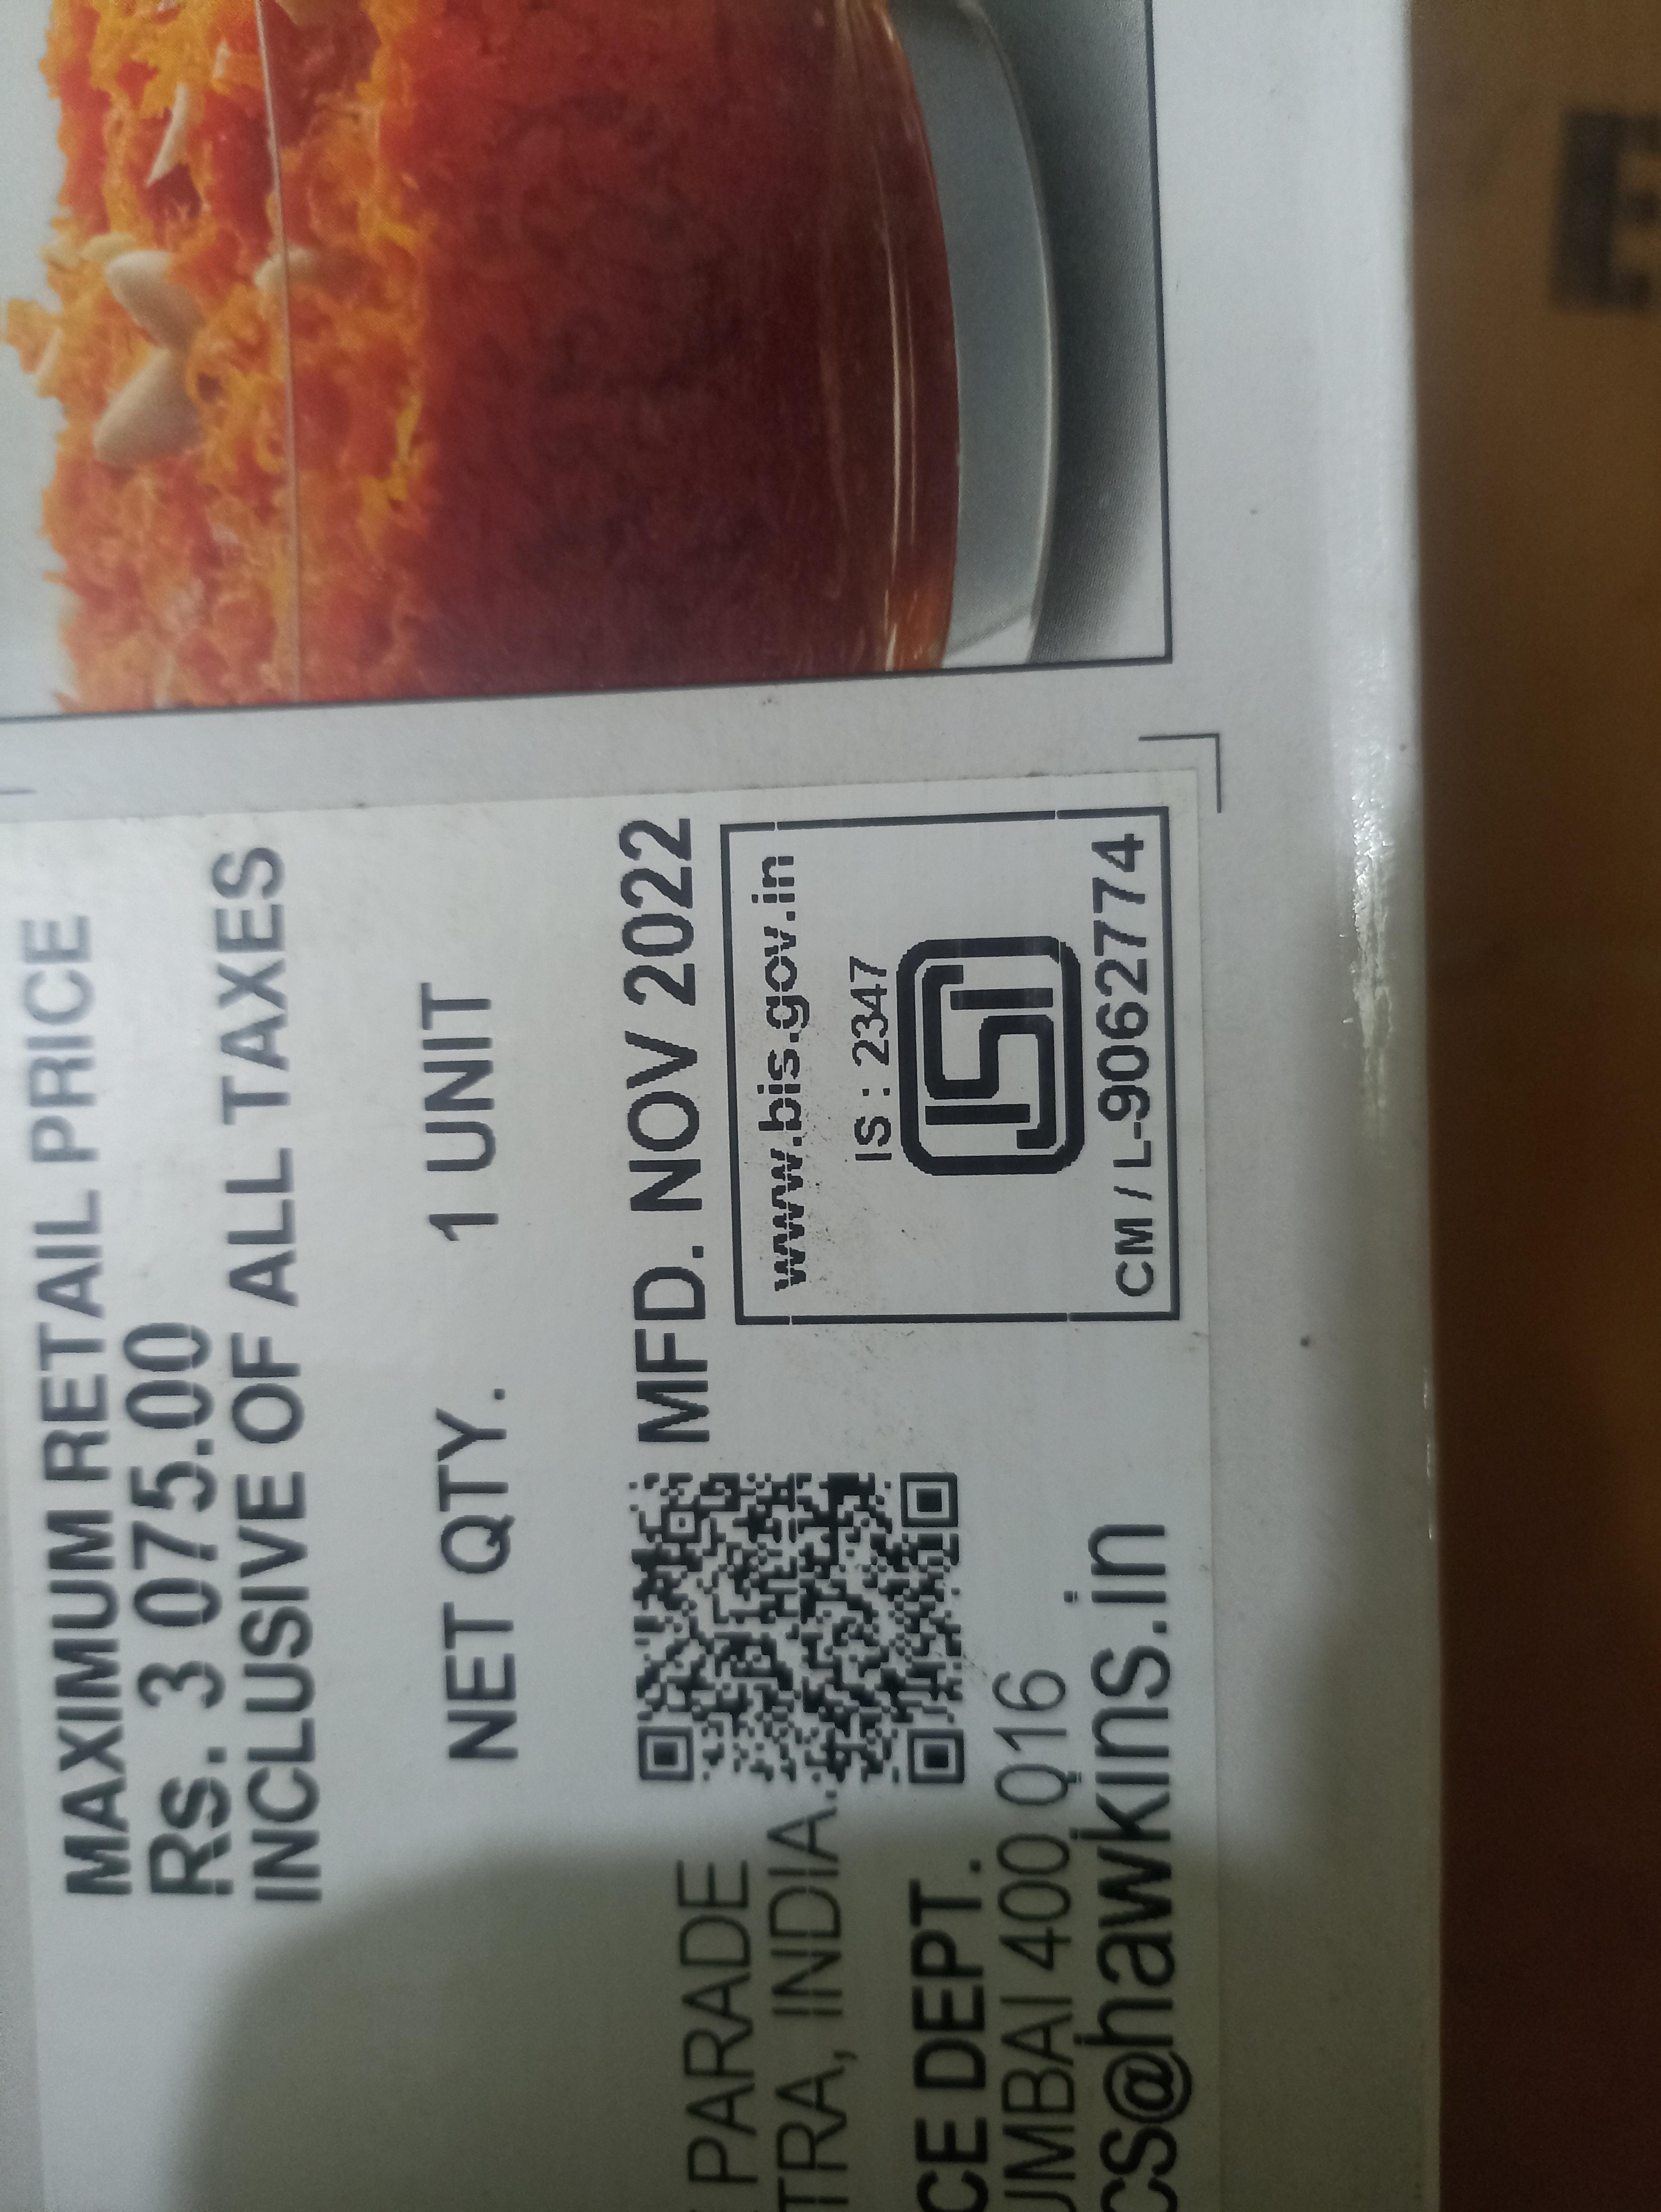 MAXIMUM RETAIL PRICE
RS. 3 075.00
INCLUSIVE OF ALL TAXES
NET QTY. 1 UNIT
MFD. NOV 2022
www.bis.gov.in
IS : 2347
ISI
CM / L-9062774
PARADE
TRA, INDIA.
CE DEPT.
UMBAI 400 016
cs@hawkins.in